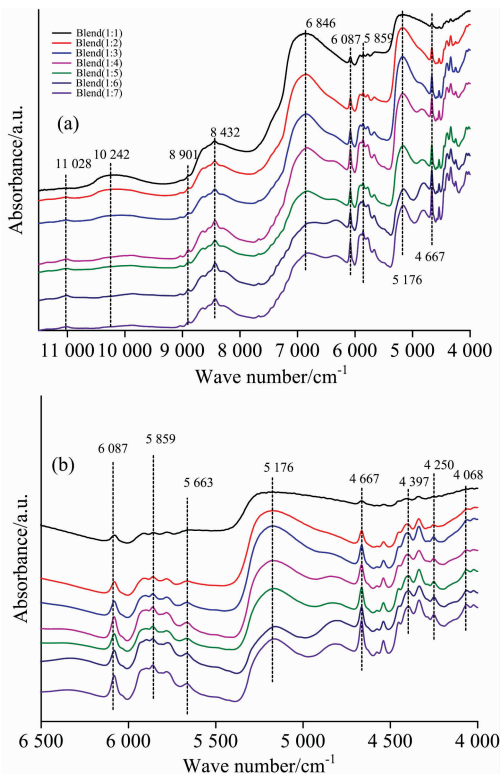 Blend(1:1)
Blend(1:2)
Blend(1:3)
Blend(1:4)
Blend(1:5)
Blend(1:6)
Blend(1:7)
(a)
6 846
6 087
5 859
8 432
8 901
10 242
11 028
5 176
4 667
Absorbance/a.u.
11 000 10 000 9 000 8 000 7 000 6 000 5 000 4 000
Wave number/cm-1
(b)
6 087
5 859
5 663
5 176
4 667
4 397
4 250
4 068
Absorbance/a.u.
6 500 6 000 5 500 5 000 4 500 4 000
Wave number/cm-1